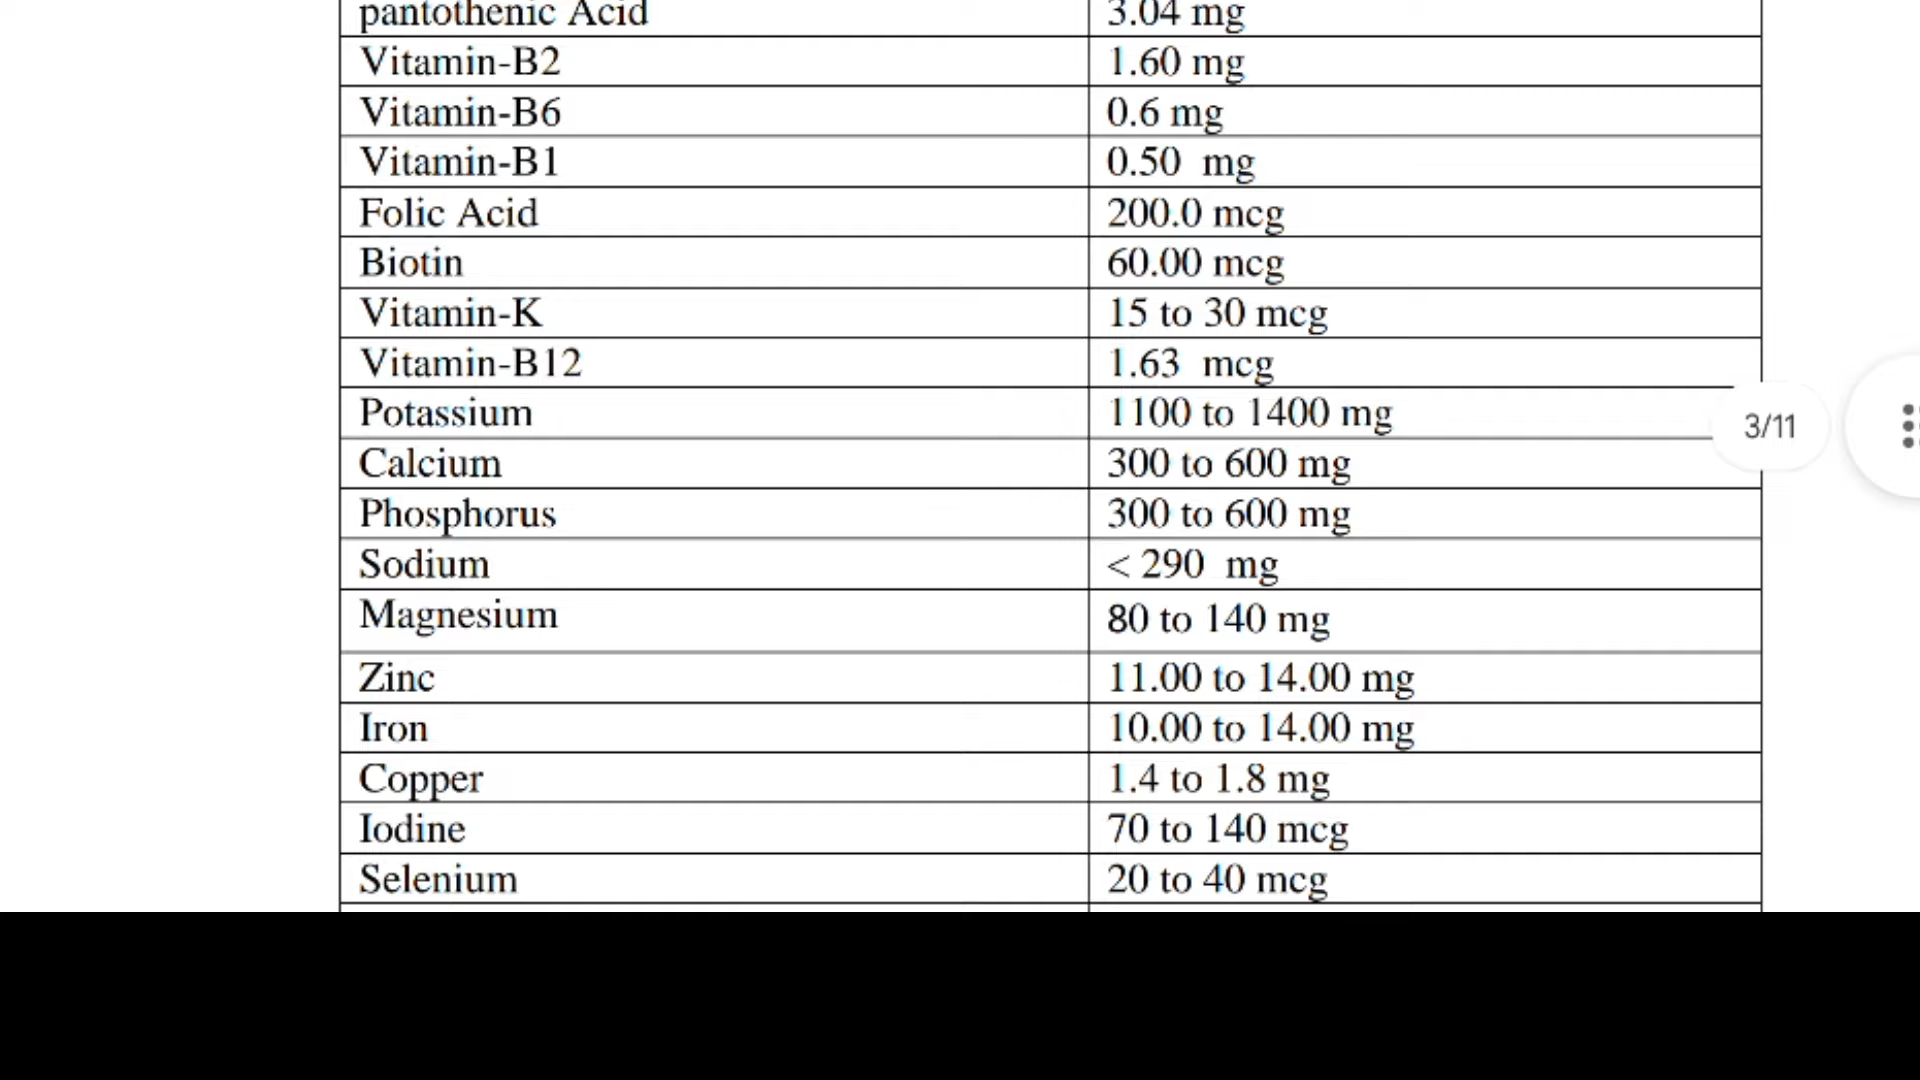 pantothenic Acid 3.04 mg
Vitamin-B2 1.60 mg
Vitamin-B6 0.6 mg
Vitamin-B1 0.50 mg
Folic Acid 200.0 mcg
Biotin 60.00 mcg
Vitamin-K 15 to 30 mcg
Vitamin-B12 1.63 mcg
Potassium 1100 to 1400 mg
3/11
Calcium 300 to 600 mg
Phosphorus 300 to 600 mg
Sodium < 290 mg
Magnesium 80 to 140 mg
Zinc 11.00 to 14.00 mg
Iron 10.00 to 14.00 mg
Copper 1.4 to 1.8 mg
Iodine 70 to 140 mcg
Selenium 20 to 40 mcg